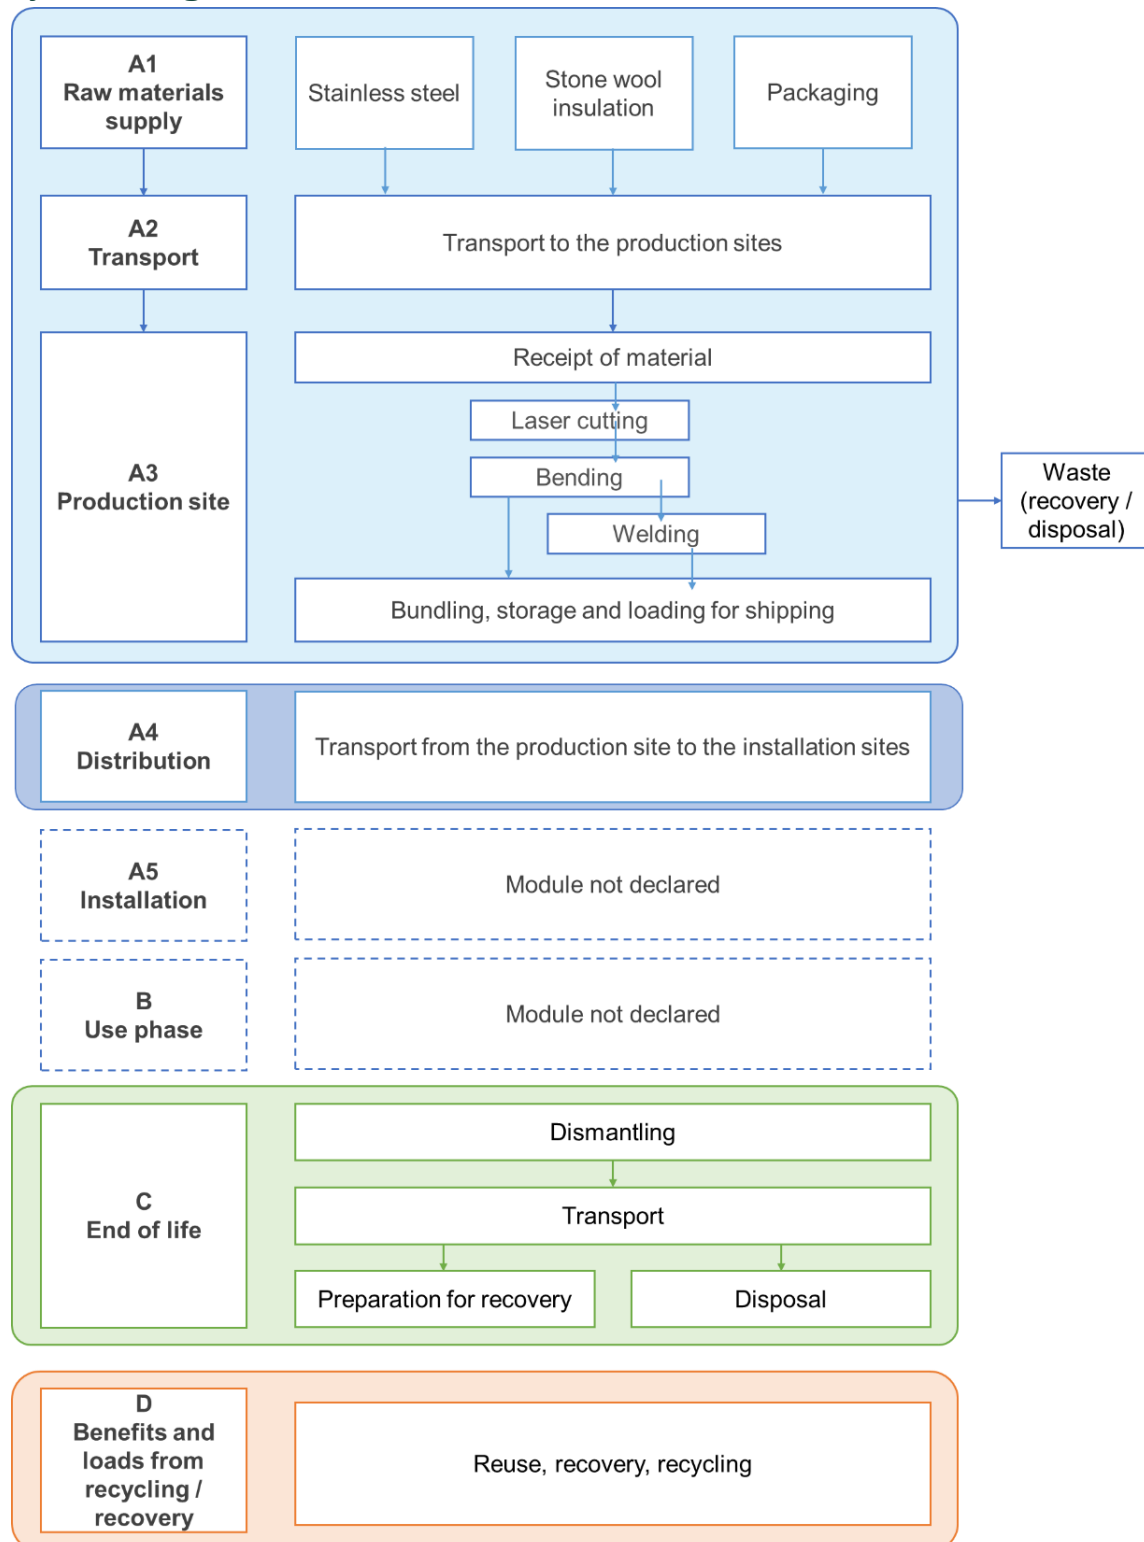 A1
Raw materials
supply
Stainless steel
Stone wool
insulation
Packaging
A2
Transport
Transport to the production sites
A3
Production site
Receipt of material
Laser cutting
Bending
Welding
Bundling, storage and loading for shipping
Waste
(recovery /
disposal)
A4
Distribution
Transport from the production site to the installation sites
A5
Installation
Module not declared
B
Use phase
Module not declared
C
End of life
Dismantling
Transport
Preparation for recovery
Disposal
D
Benefits and
loads from
recycling /
recovery
Reuse, recovery, recycling